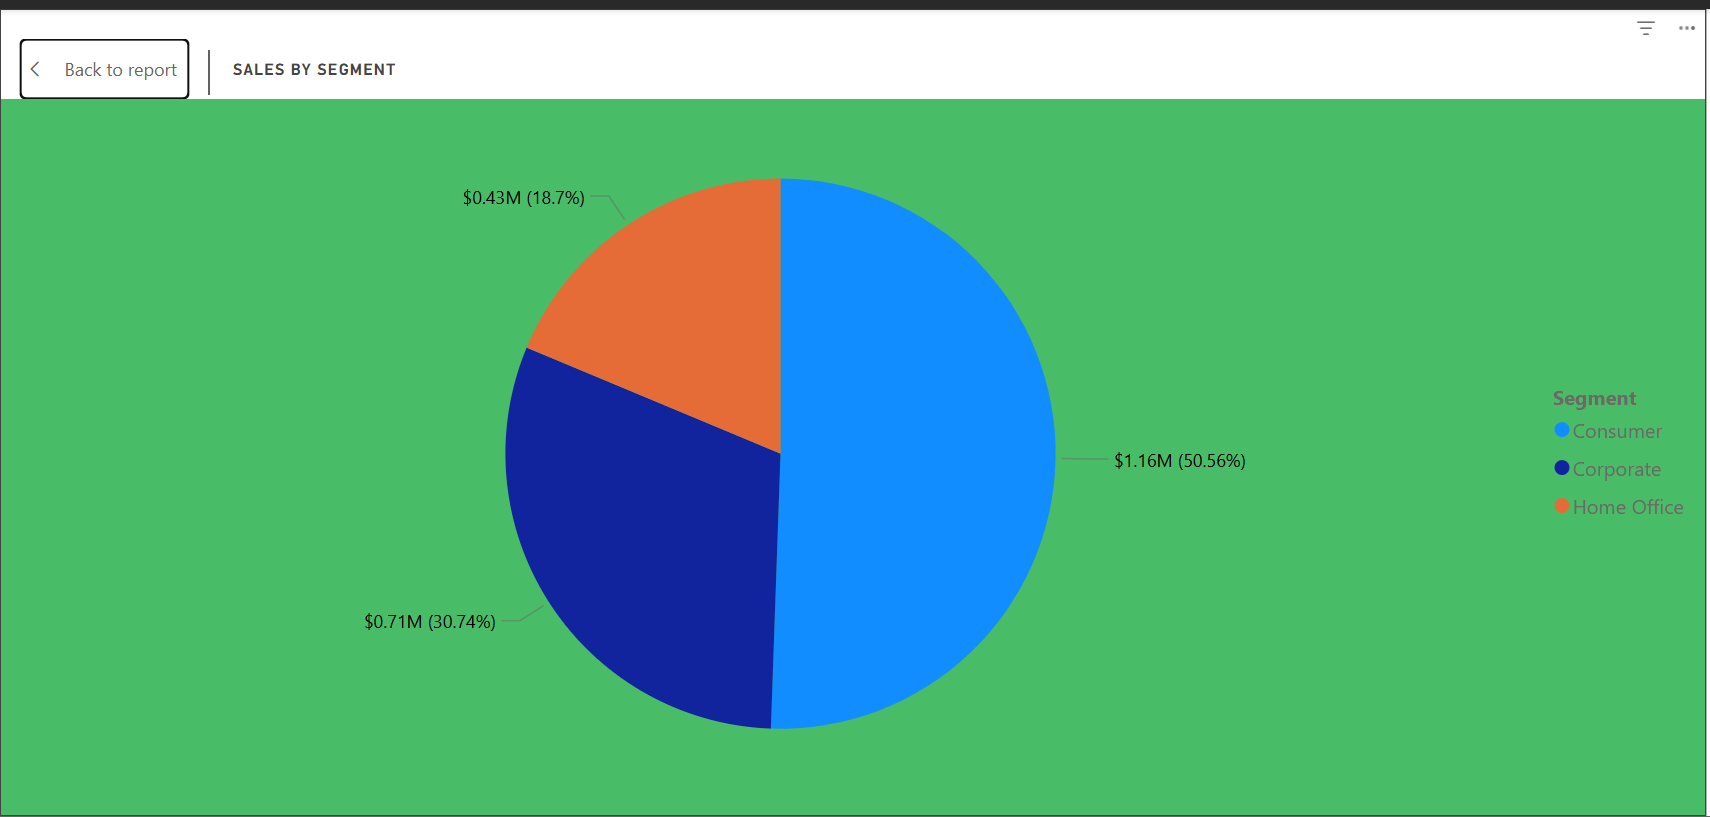 Back to report
SALES BY SEGMENT
$0.43M (18.7%)
$1.16M (50.56%)
$0.71M (30.74%)
Segment
Consumer
Corporate
Home Office